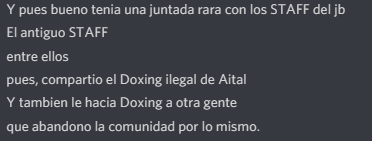 Y pues bueno tenia una juntada rara con los STAFF del jb
El antiguo STAFF
entre ellos
pues, compartio el Doxing ilegal de Aital
Y tambien le hacia Doxing a otra gente
que abandono la comunidad por lo mismo.